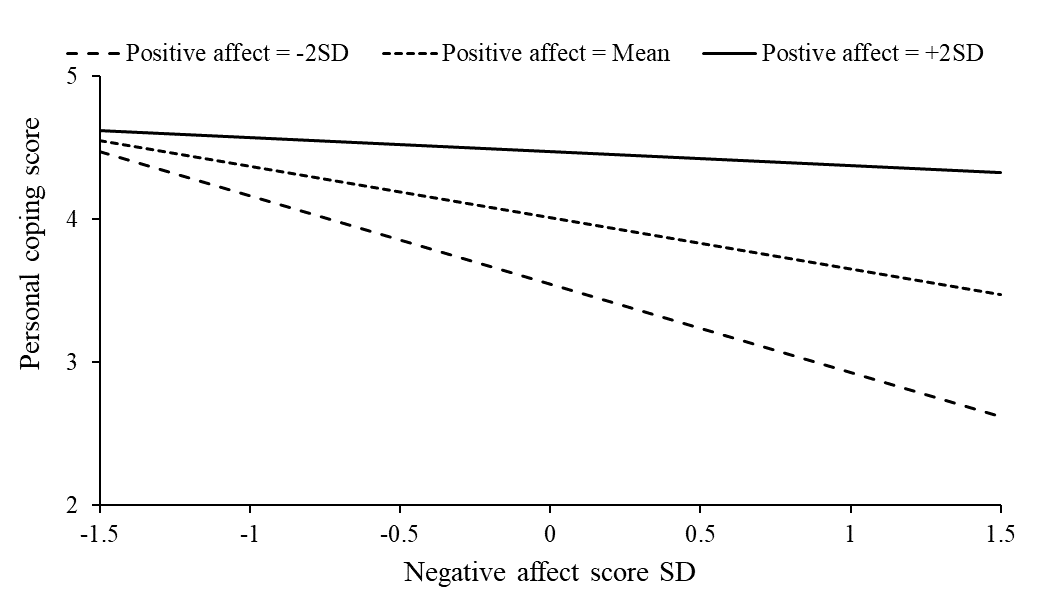 Positive affect = -2SD Positive affect = Mean Postive affect = +2SD
5
4
3
2
Personal coping score
-1.5 -1 -0.5 0 0.5 1 1.5
Negative affect score SD